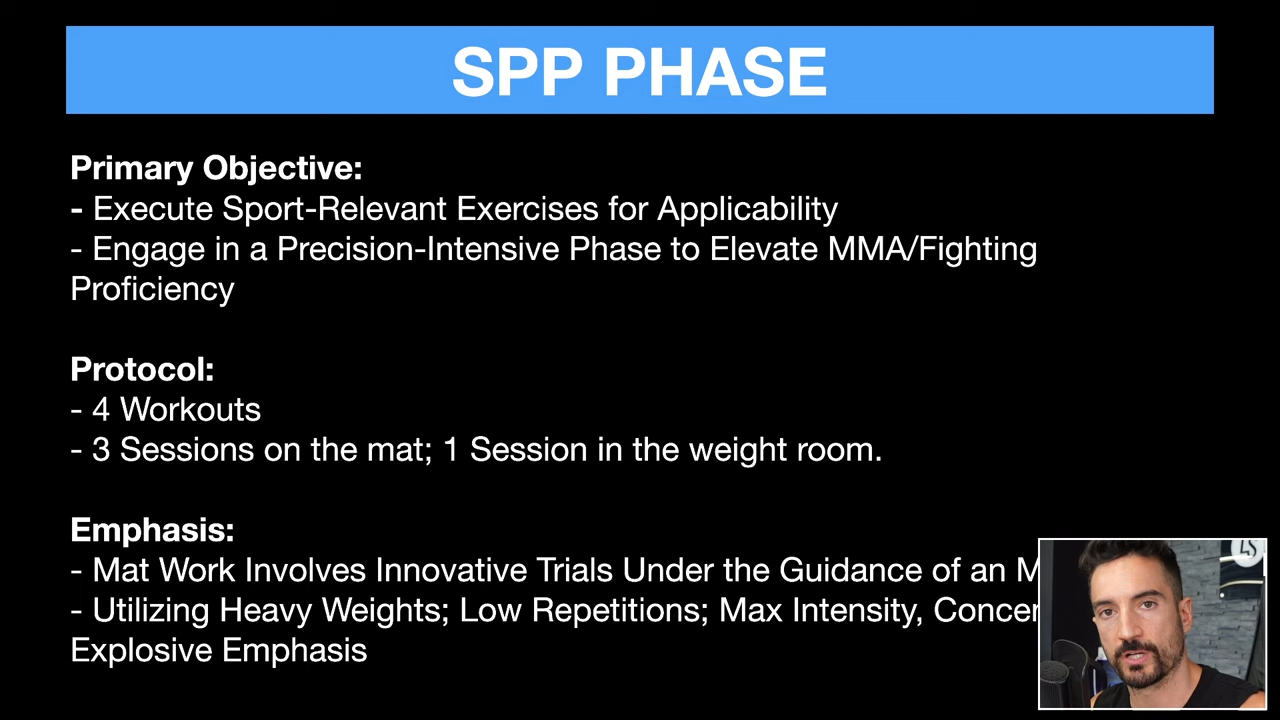 SPP PHASE
Primary Objective:
- Execute Sport-Relevant Exercises for Applicability
- Engage in a Precision-Intensive Phase to Elevate MMA/Fighting
Proficiency
Protocol:
- 4 Workouts
- 3 Sessions on the mat; 1 Session in the weight room.
Emphasis:
- Mat Work Involves Innovative Trials Under the Guidance of an
- Utilizing Heavy Weights; Low Repetitions; Max Intensity,
Explosive Emphasis